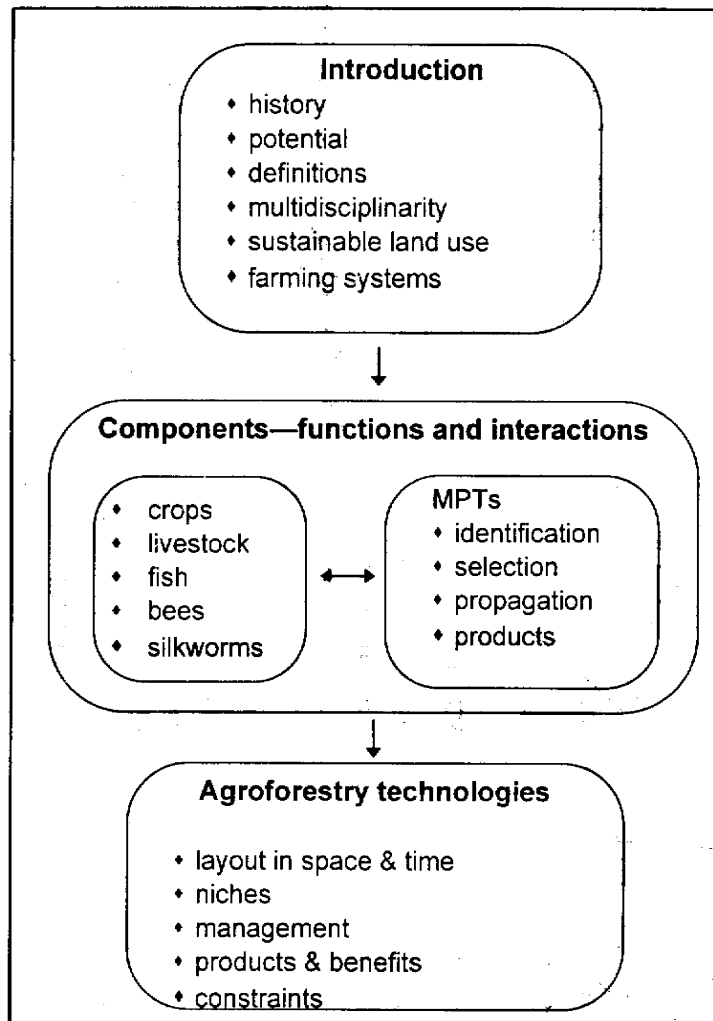 Introduction
♦ history
♦ potential
♦ definitions
♦ multidisciplinarity
♦ sustainable land use
♦ farming systems
Components—functions and interactions
♦ crops
♦ livestock
♦ fish
♦ bees
♦ silkworms
MPTs
♦ identification
♦ selection
♦ propagation
♦ products
Agroforestry technologies
♦ layout in space & time
♦ niches
♦ management
♦ products & benefits
♦ constraints